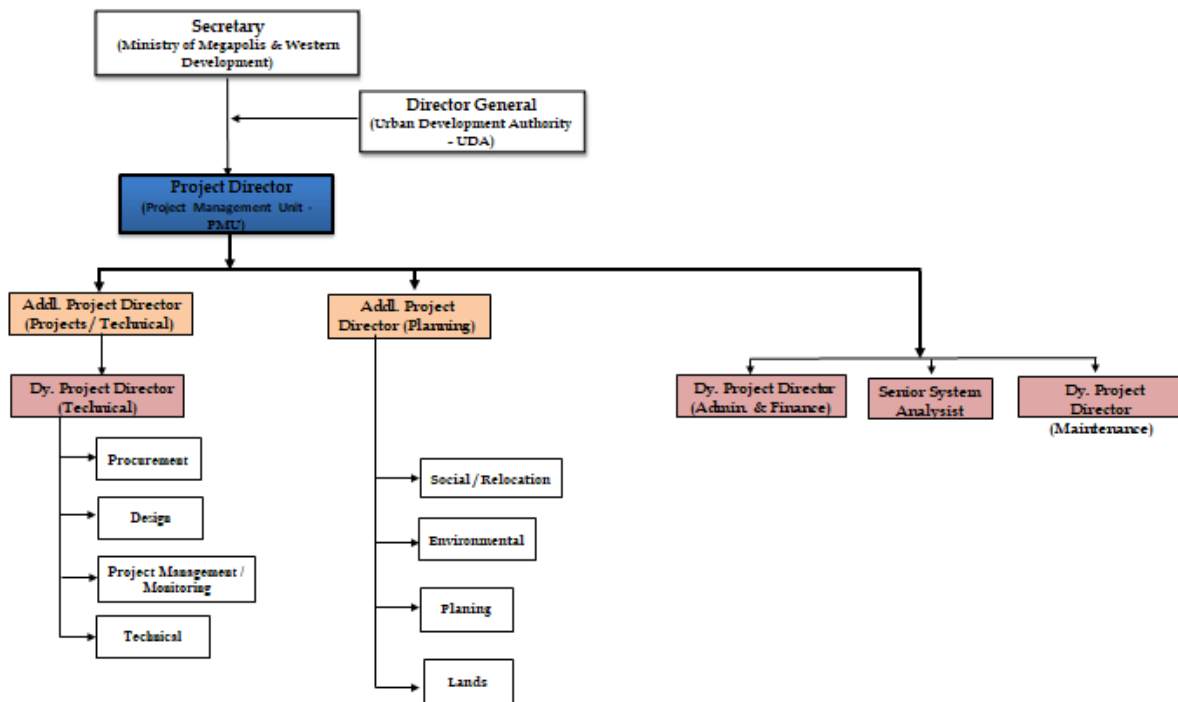 Secretary
(Ministry of Megapolis & Western
Development)
Director General
(Urban Development Authority
- UDA)
Project Director
(Project Management Unit -
PMU)
Addl. Project Director
(Projects / Technical)
Addl. Project
Director (Planning)
Dy. Project Director
(Technical)
Dy. Project Director
(Admin. & Finance)
Senior System
Analysist
Dy. Project
Director
(Maintenance)
Procurement
Design
Project Management /
Monitoring
Technical
Social / Relocation
Environmental
Planing
Lands